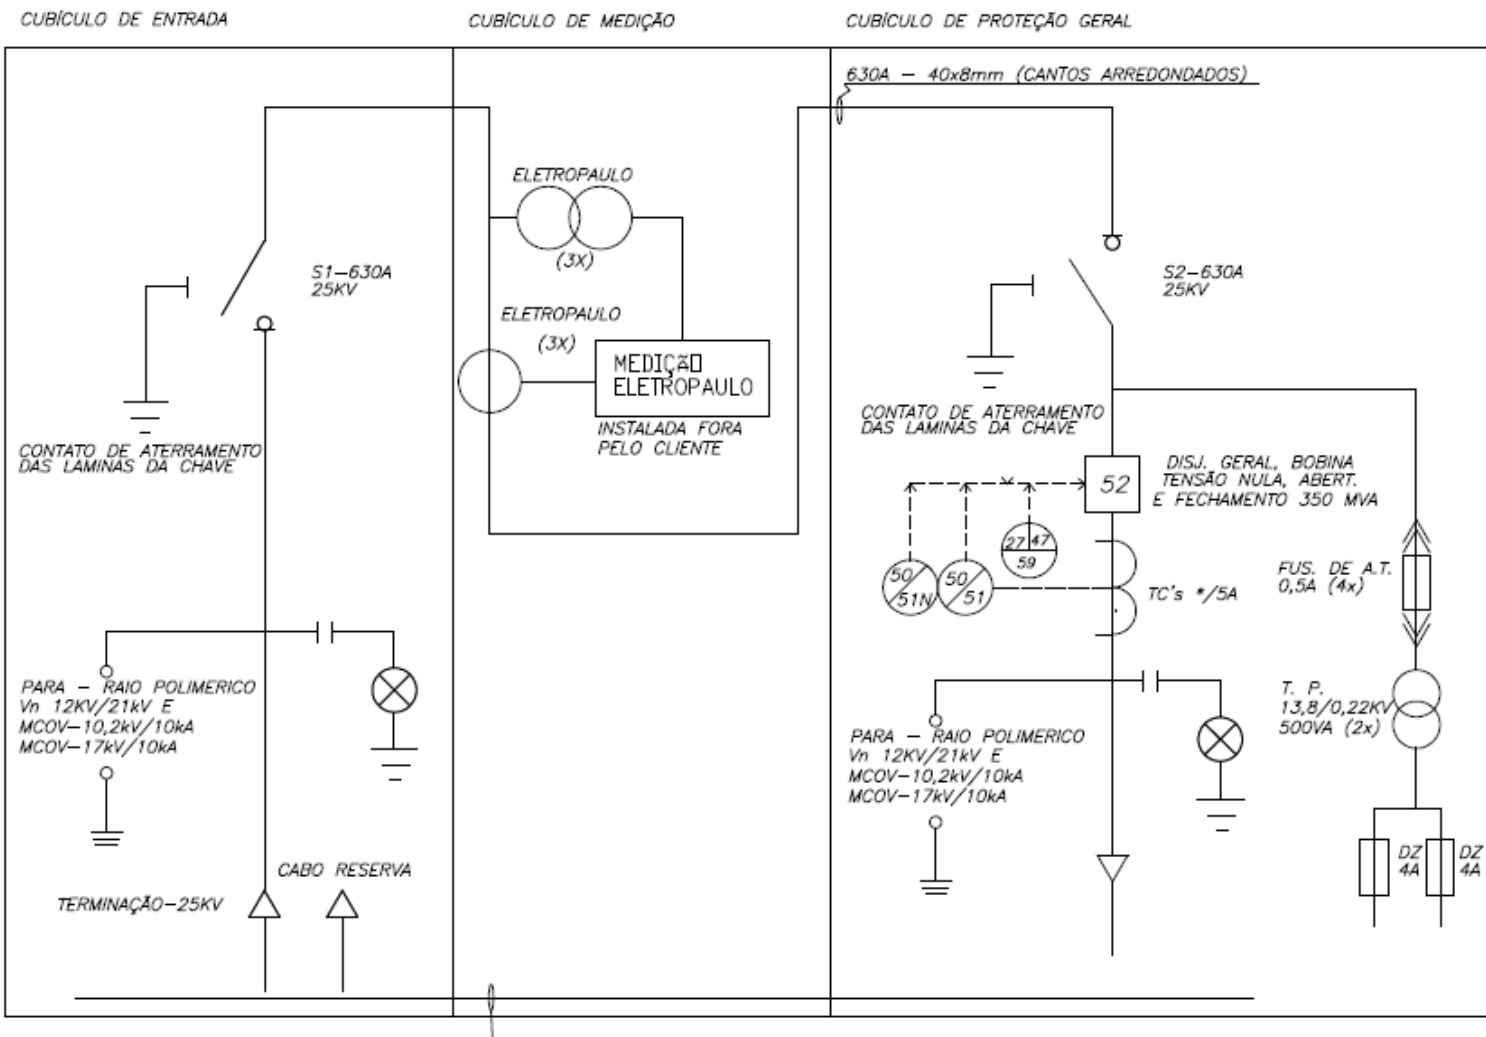 CUBÍCULO DE ENTRADA
CUBÍCULO DE MEDIÇÃO
CUBÍCULO DE PROTEÇÃO GERAL
630A – 40x8mm (CANTOS ARREDONDADOS)
S1–630A
25KV
CONTATO DE ATERRAMENTO
DAS LAMINAS DA CHAVE
PARA – RAIO POLIMERICO
Vn 12KV/21kV E
MCOV–10,2kV/10kA
MCOV–17kV/10kA
TERMINAÇÃO–25KV
CABO RESERVA
ELETROPAULO
(3X)
ELETROPAULO
(3X)
MEDIÇÃO
ELETROPAULO
INSTALADA FORA
PELO CLIENTE
S2–630A
25KV
CONTATO DE ATERRAMENTO
DAS LAMINAS DA CHAVE
52
DISJ. GERAL, BOBINA
TENSÃO NULA, ABERT.
E FECHAMENTO 350 MVA
27 47
59
50
51N
50
51
TC's */5A
FUS. DE A.T.
0,5A (4x)
PARA – RAIO POLIMERICO
Vn 12KV/21kV E
MCOV–10,2kV/10kA
MCOV–17kV/10kA
T. P.
13,8/0,22KV
500VA (2x)
DZ
4A
DZ
4A